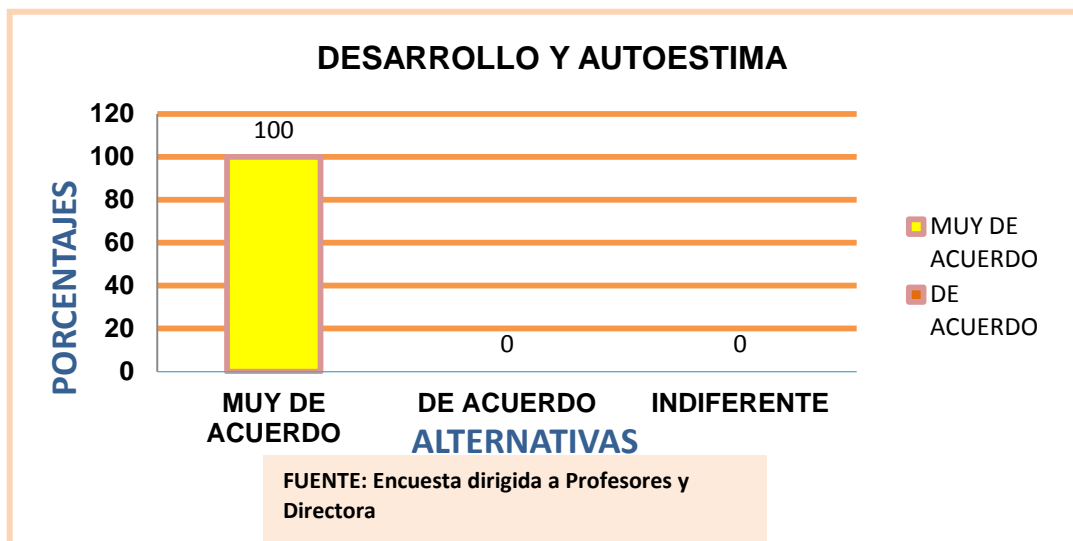 DESARROLLO Y AUTOESTIMA
PORCENTAJES
120
100
80
60
40
20
0
100
0
0
MUY DE
ACUERDO
DE ACUERDO
INDIFERENTE
ALTERNATIVAS
MUY DE
ACUERDO
DE
ACUERDO
FUENTE: Encuesta dirigida a Profesores y
Directora